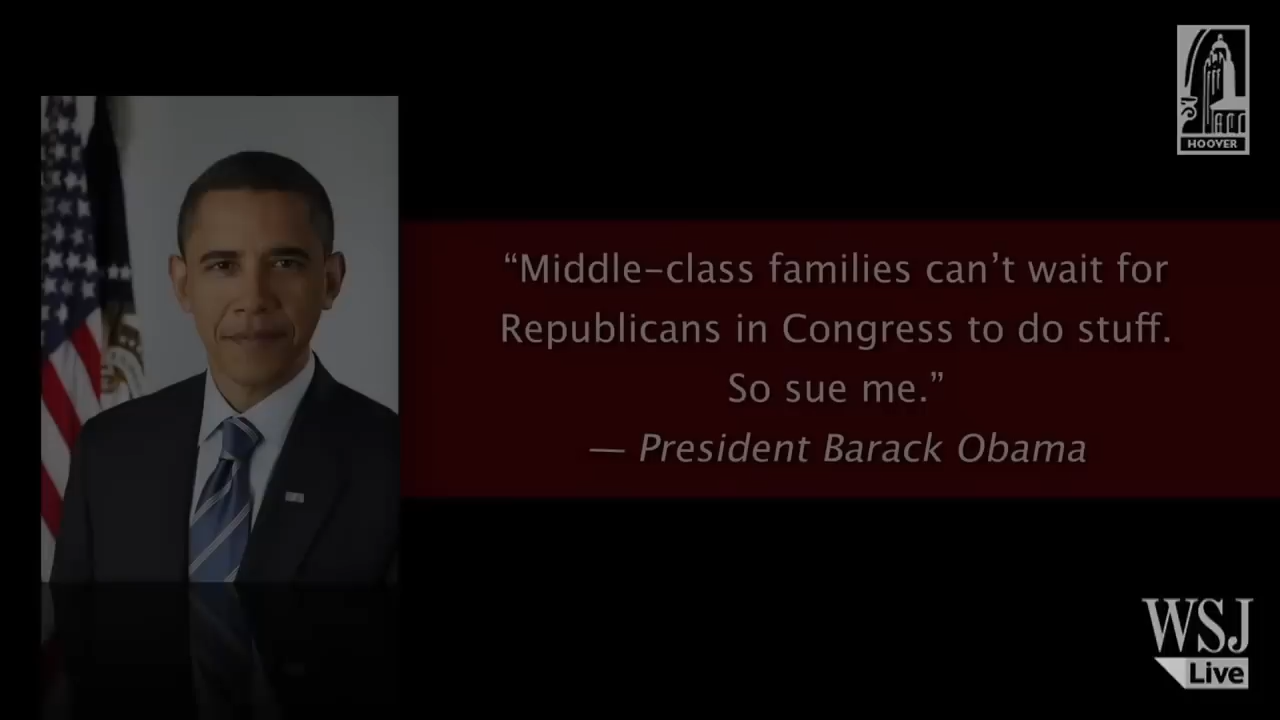 HOOVER
“Middle-class families can’t wait for
Republicans in Congress to do stuff.
So sue me.”
— President Barack Obama
WSJ
Live